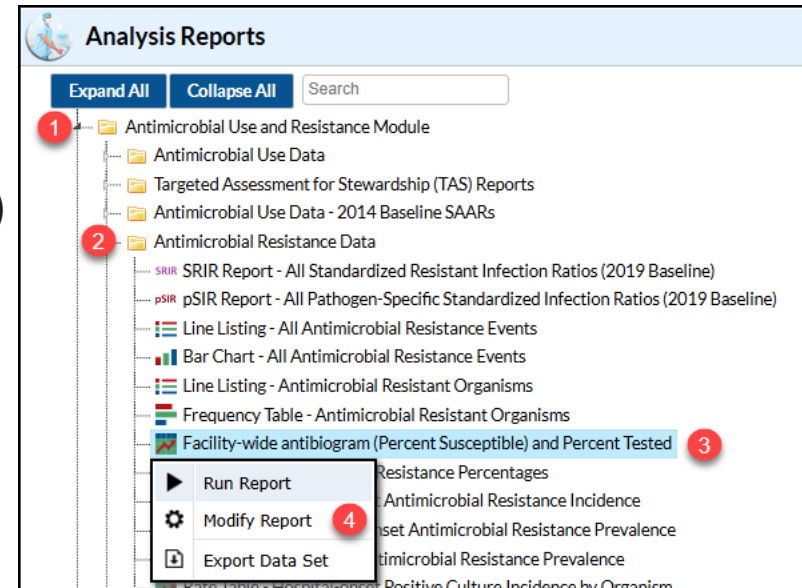 Analysis Reports
Expand All Collapse All Search
1 Antimicrobial Use and Resistance Module
Antimicrobial Use Data
Targeted Assessment for Stewardship (TAS) Reports
Antimicrobial Use Data - 2014 Baseline SAARs
2 Antimicrobial Resistance Data
SRIR SRIR Report - All Standardized Resistant Infection Ratios (2019 Baseline)
pSIR pSIR Report - All Pathogen-Specific Standardized Infection Ratios (2019 Baseline)
Line Listing - All Antimicrobial Resistance Events
Bar Chart - All Antimicrobial Resistance Events
Line Listing - Antimicrobial Resistant Organisms
Frequency Table - Antimicrobial Resistant Organisms
Facility-wide antibiogram (Percent Susceptible) and Percent Tested 3
Run Report Resistance Percentages
Antimicrobial Resistance Incidence
Modify Report 4 Antimicrobial Resistance Prevalence
Export Data Set Resistance Prevalence
Positive Culture Incidence by Organism